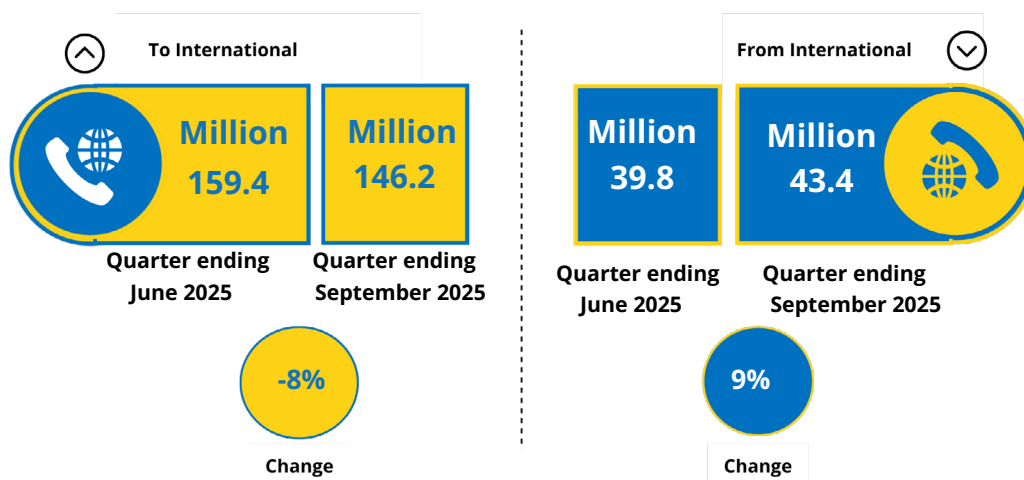 To International
Million
159.4
Million
146.2
Quarter ending
June 2025
Quarter ending
September 2025
-8%
Change
From International
Million
39.8
Million
43.4
Quarter ending
June 2025
Quarter ending
September 2025
9%
Change